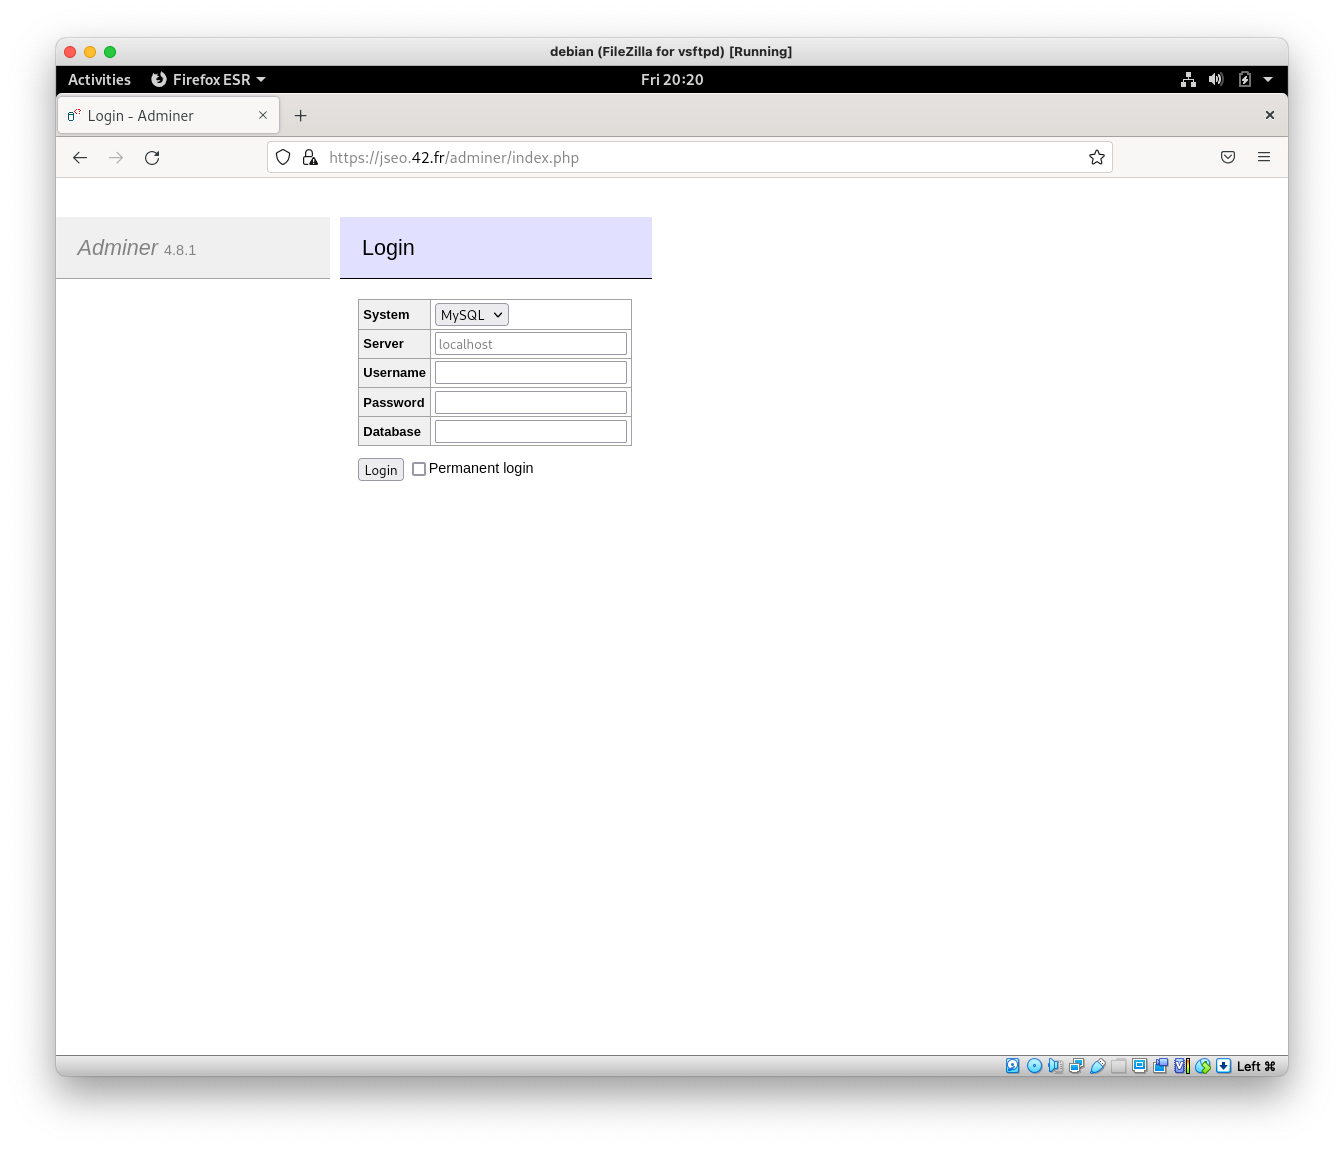 debian (FileZilla for vsftpd) [Running]
Activities Firefox ESR Fri 20:20
Login - Adminer
https://jseo.42.fr/adminer/index.php
Adminer 4.8.1
Login
System MySQL
Server localhost
Username
Password
Database
Login Permanent login
Left ⌘